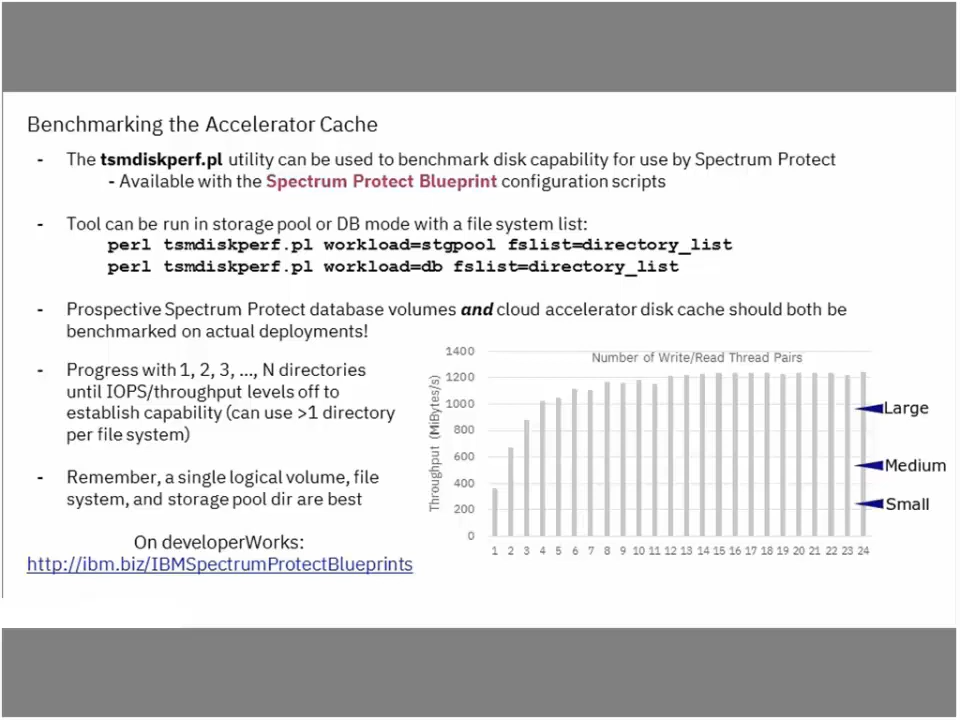 Benchmarking the Accelerator Cache
- The tsmdiskperf.pl utility can be used to benchmark disk capability for use by Spectrum Protect
- Available with the Spectrum Protect Blueprint configuration scripts
- Tool can be run in storage pool or DB mode with a file system list:
perl tsmdiskperf.pl workload=stgpool fslist=directory_list
perl tsmdiskperf.pl workload=db fslist=directory_list
- Prospective Spectrum Protect database volumes and cloud accelerator disk cache should both be
benchmarked on actual deployments!
- Progress with 1, 2, 3, ..., N directories
until IOPS/throughput levels off to
establish capability (can use >1 directory
per file system)
- Remember, a single logical volume, file
system, and storage pool dir are best
On developerWorks:
http://ibm.biz/IBMSpectrumProtectBlueprints
Number of Write/Read Thread Pairs
Throughput (MiBytes/s)
1400
1200
1000
800
600
400
200
0
1 2 3 4 5 6 7 8 9 10 11 12 13 14 15 16 17 18 19 20 21 22 23 24
Large
Medium
Small